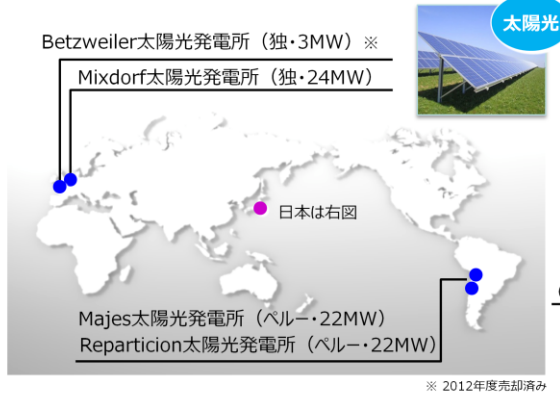 太陽光
Betzweiler太陽光発電所（独・3MW）※
Mixdorf太陽光発電所（独・24MW）
日本は右図
Majes太陽光発電所（ペルー・22MW）
Reparticion太陽光発電所（ペルー・22MW）
※ 2012年度売却済み